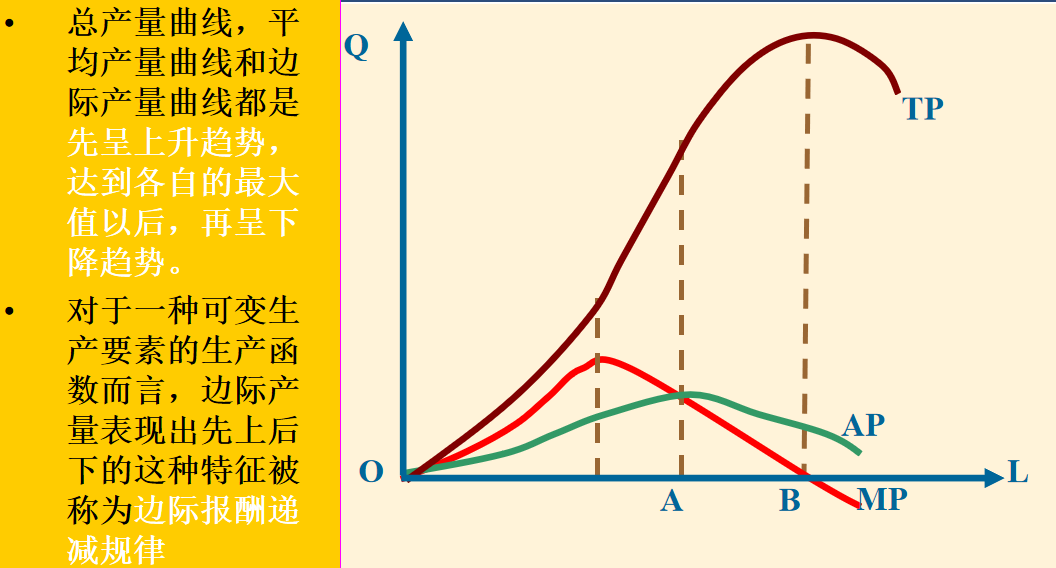 • 总产量曲线，平
均产量曲线和边
际产量曲线都是
先呈上升趋势，
达到各自的最大
值以后，再呈下
降趋势。
• 对于一种可变生
产要素的生产函
数而言，边际产
量表现出先上后
下的这种特征被
称为边际报酬递
减规律
Q
TP
AP
O
L
A
B
MP